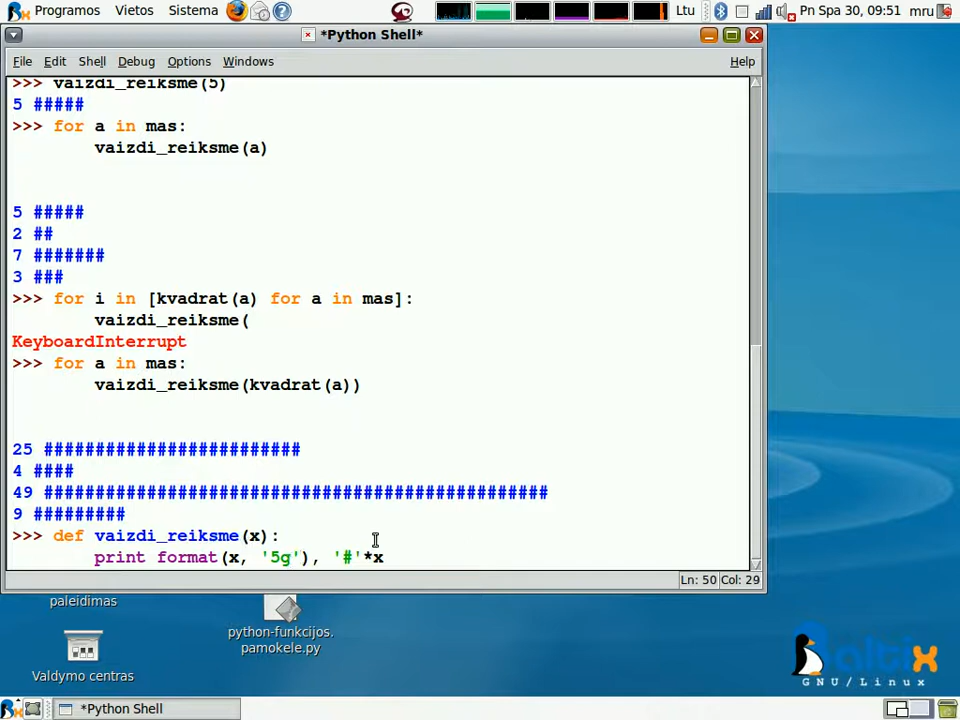 Programos Vietos Sistema Ltu Pn Spa 30, 09:51 mru
*Python Shell*
File Edit Shell Debug Options Windows Help
>>> vaizdi_reiksme(5)
5 #####
>>> for a in mas:
vaizdi_reiksme(a)
5 #####
2 ##
7 #######
3 ###
>>> for i in [kvadrat(a) for a in mas]:
vaizdi_reiksme(
KeyboardInterrupt
>>> for a in mas:
vaizdi_reiksme(kvadrat(a))
25 #########################
4 ####
49 #################################################
9 #########
>>> def vaizdi_reiksme(x):
print format(x, '5g'), '#'*x
Ln: 50 Col: 29
paleidimas
python-funkcijos.
pamokele.py
Valdymo centras
Baltix
GNU/Linux
*Python Shell*